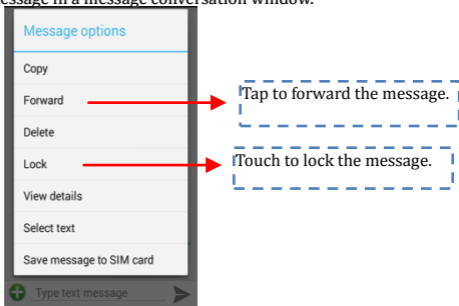 essage in a message conversation window.
Message options
Copy
Forward
Tap to forward the message.
Delete
Lock
Touch to lock the message.
View details
Select text
Save message to SIM card
Type text message